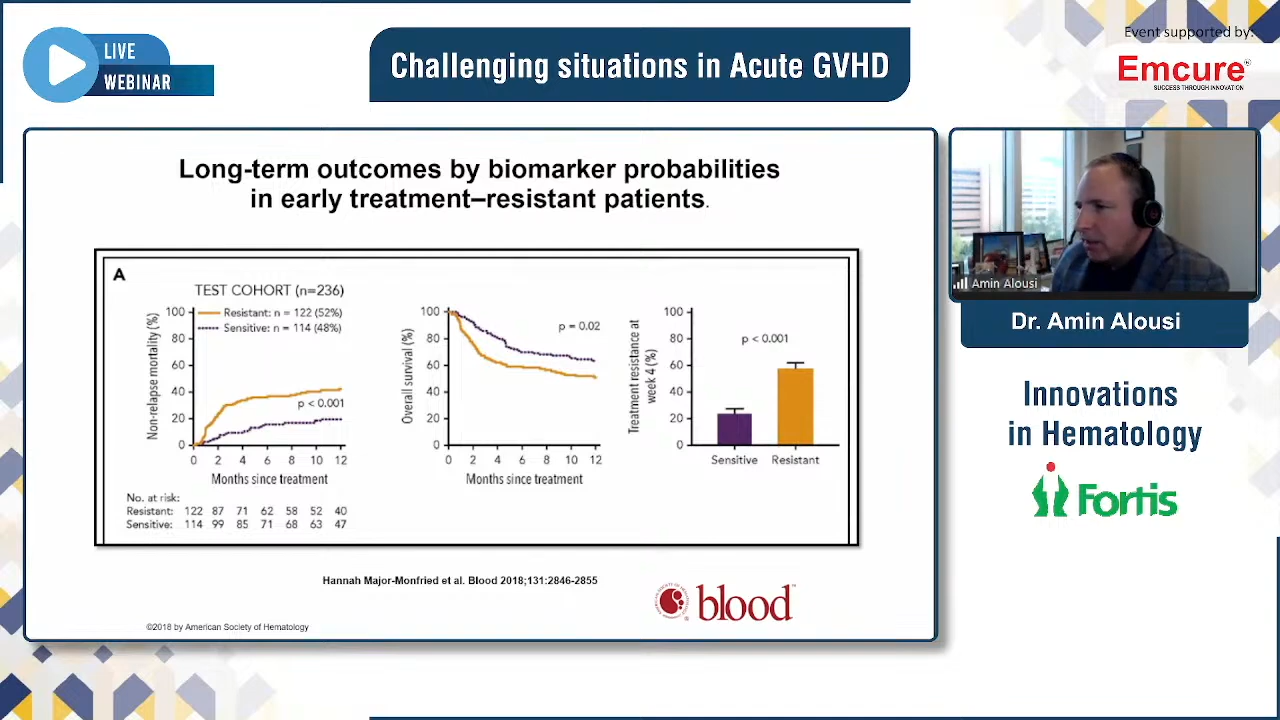 LIVE
WEBINAR
Challenging situations in Acute GVHD
Event supported by:
Emcure®
SUCCESS THROUGH INNOVATION
Long-term outcomes by biomarker probabilities
in early treatment–resistant patients.
A
TEST COHORT (n=236)
Resistant: n = 122 (52%)
Sensitive: n = 114 (48%)
Non-relapse mortality (%)
100
80
60
40
20
0
p < 0.001
0 2 4 6 8 10 12
Months since treatment
No. at risk:
Resistant: 122 87 71 62 58 52 40
Sensitive: 114 99 85 71 68 63 47
Overall survival (%)
100
80
60
40
20
0
p = 0.02
0 2 4 6 8 10 12
Months since treatment
Treatment resistance at
week 4 (%)
100
80
60
40
20
0
p < 0.001
Sensitive Resistant
Hannah Major-Monfried et al. Blood 2018;131:2846-2855
blood
©2018 by American Society of Hematology
Amin Alousi
Dr. Amin Alousi
Innovations
in Hematology
Fortis